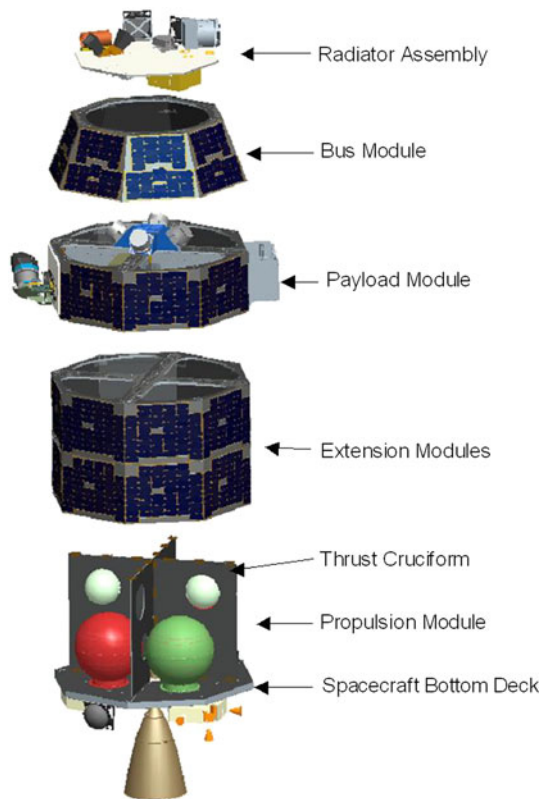 Radiator Assembly
Bus Module
Payload Module
Extension Modules
Thrust Cruciform
Propulsion Module
Spacecraft Bottom Deck